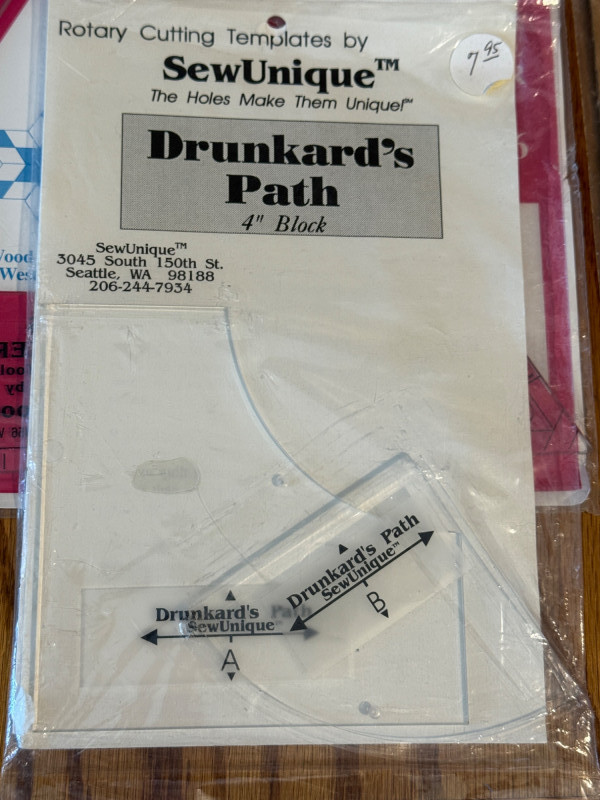 Rotary Cutting Templates by
SewUnique™
The Holes Make Them Unique!℠
7 95
Drunkard's
Path
4" Block
SewUnique™
3045 South 150th St.
Seattle, WA 98188
206-244-7934
Drunkard's Path
SewUnique™
B
Drunkard's Path
SewUnique
A